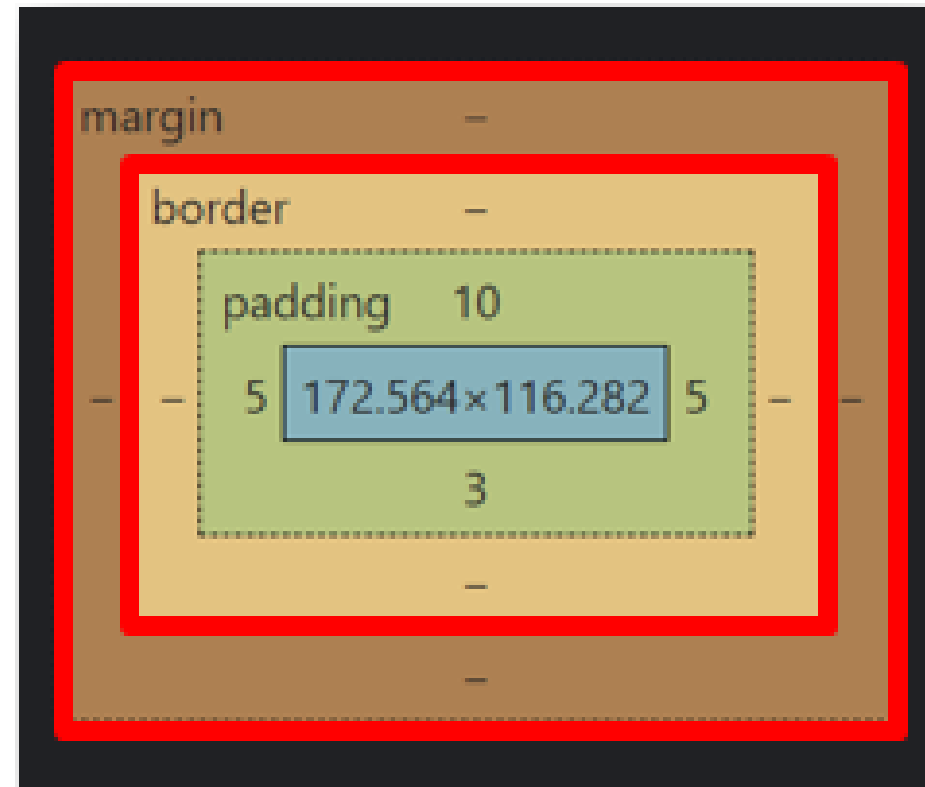 margin –
border –
padding 10
– – 5 172.564×116.282 5 – –
3
–
–